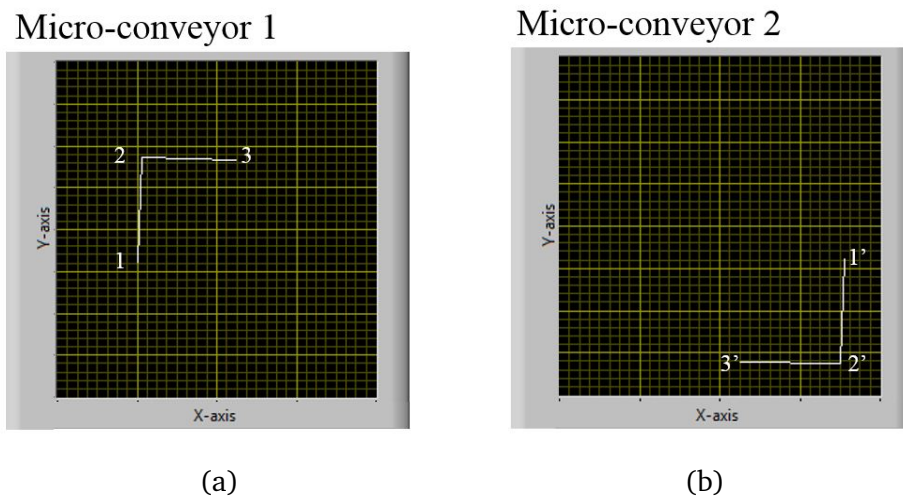 Micro-conveyor 1
2
3
1
Y-axis
X-axis
(a)
Micro-conveyor 2
1’
3’
2’
Y-axis
X-axis
(b)